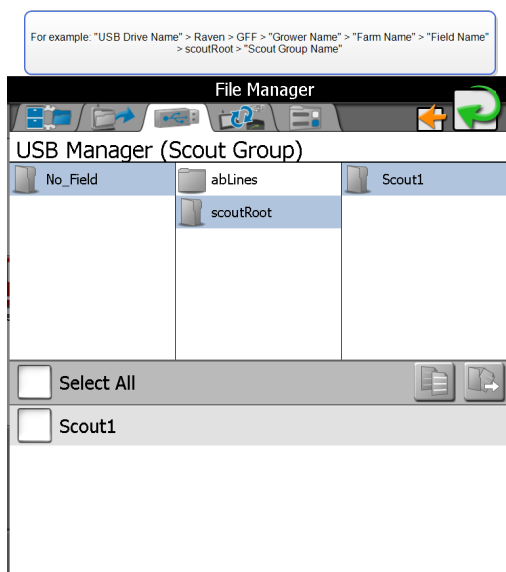 For example: "USB Drive Name" > Raven > GFF > "Grower Name" > "Farm Name" > "Field Name"
> scoutRoot > "Scout Group Name"
File Manager
USB Manager (Scout Group)
No_Field
abLines
Scout1
scoutRoot
Select All
Scout1